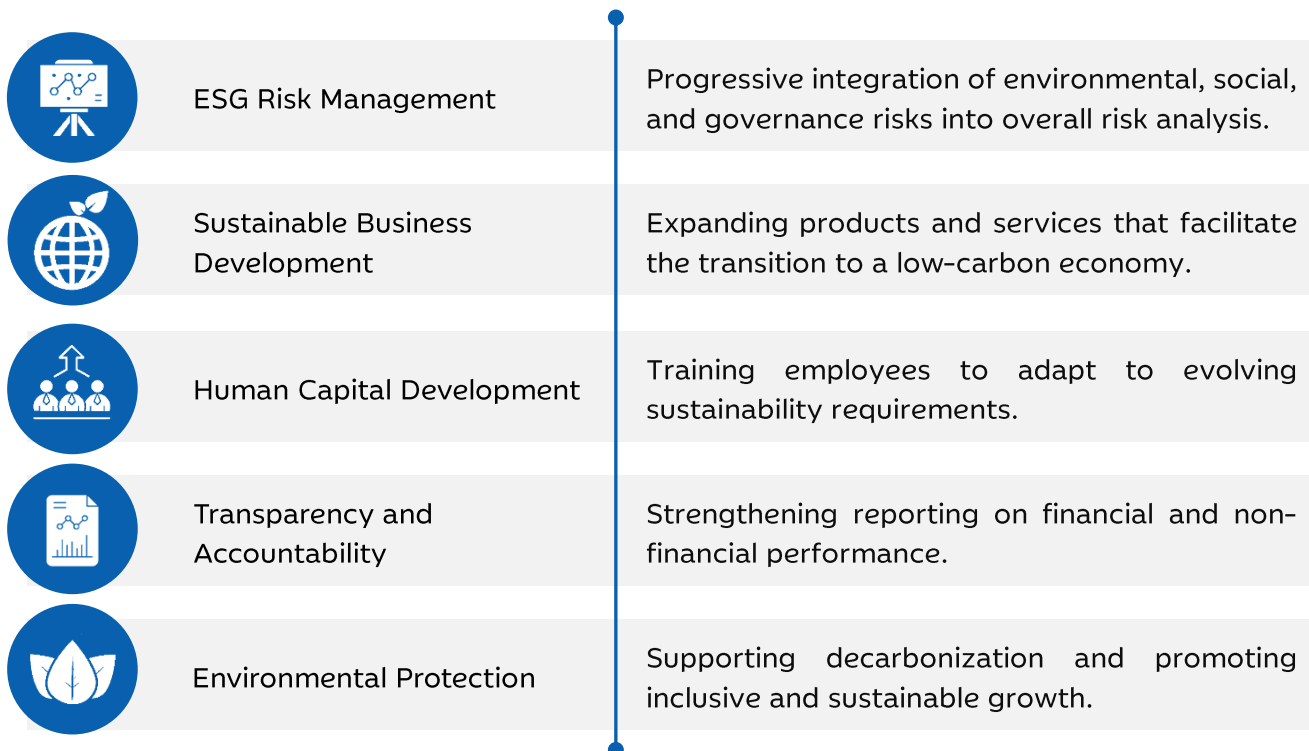 ESG Risk Management
Progressive integration of environmental, social,
and governance risks into overall risk analysis.
Sustainable Business
Development
Expanding products and services that facilitate
the transition to a low-carbon economy.
Human Capital Development
Training employees to adapt to evolving
sustainability requirements.
Transparency and
Accountability
Strengthening reporting on financial and non-
financial performance.
Environmental Protection
Supporting decarbonization and promoting
inclusive and sustainable growth.